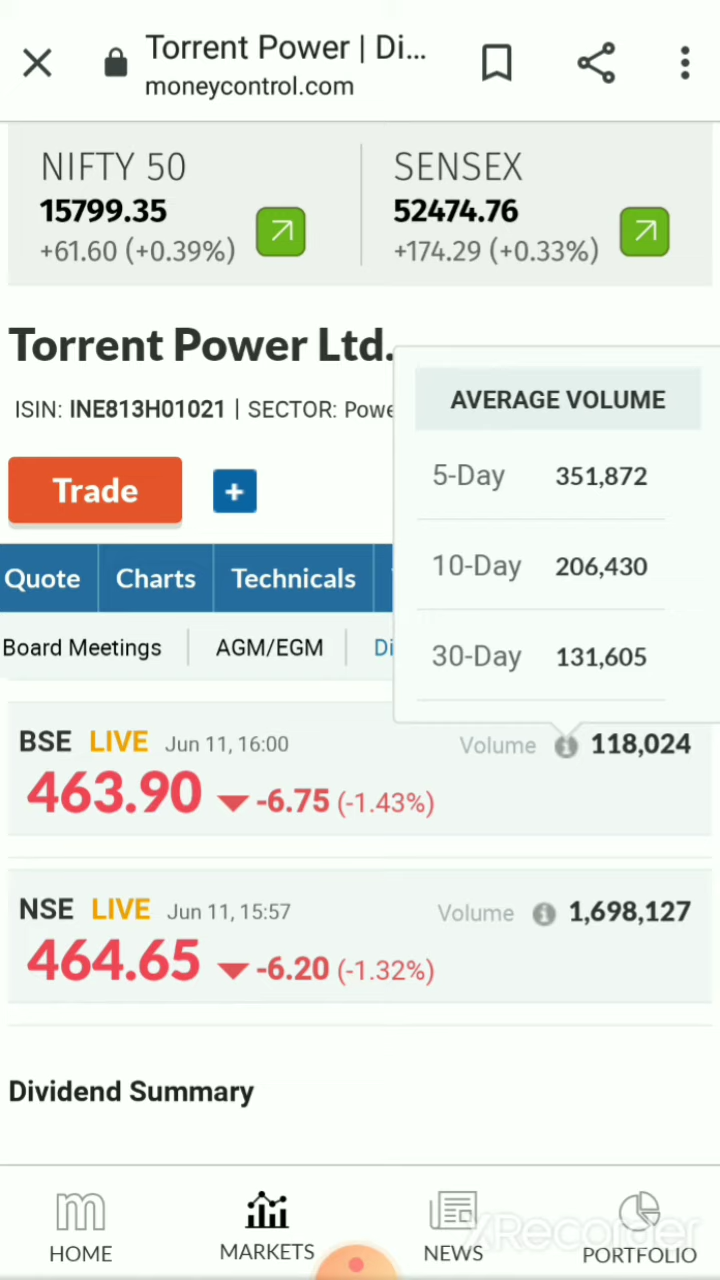 Torrent Power | Di...
moneycontrol.com
NIFTY 50
15799.35
+61.60 (+0.39%)
SENSEX
52474.76
+174.29 (+0.33%)
Torrent Power Ltd.
ISIN: INE813H01021 | SECTOR: Powe
Trade
+
AVERAGE VOLUME
5-Day 351,872
10-Day 206,430
30-Day 131,605
Quote Charts Technicals
Board Meetings AGM/EGM Di
BSE LIVE Jun 11, 16:00 Volume 118,024
463.90 -6.75 (-1.43%)
NSE LIVE Jun 11, 15:57 Volume 1,698,127
464.65 -6.20 (-1.32%)
Dividend Summary
XRecorder
HOME MARKETS NEWS PORTFOLIO